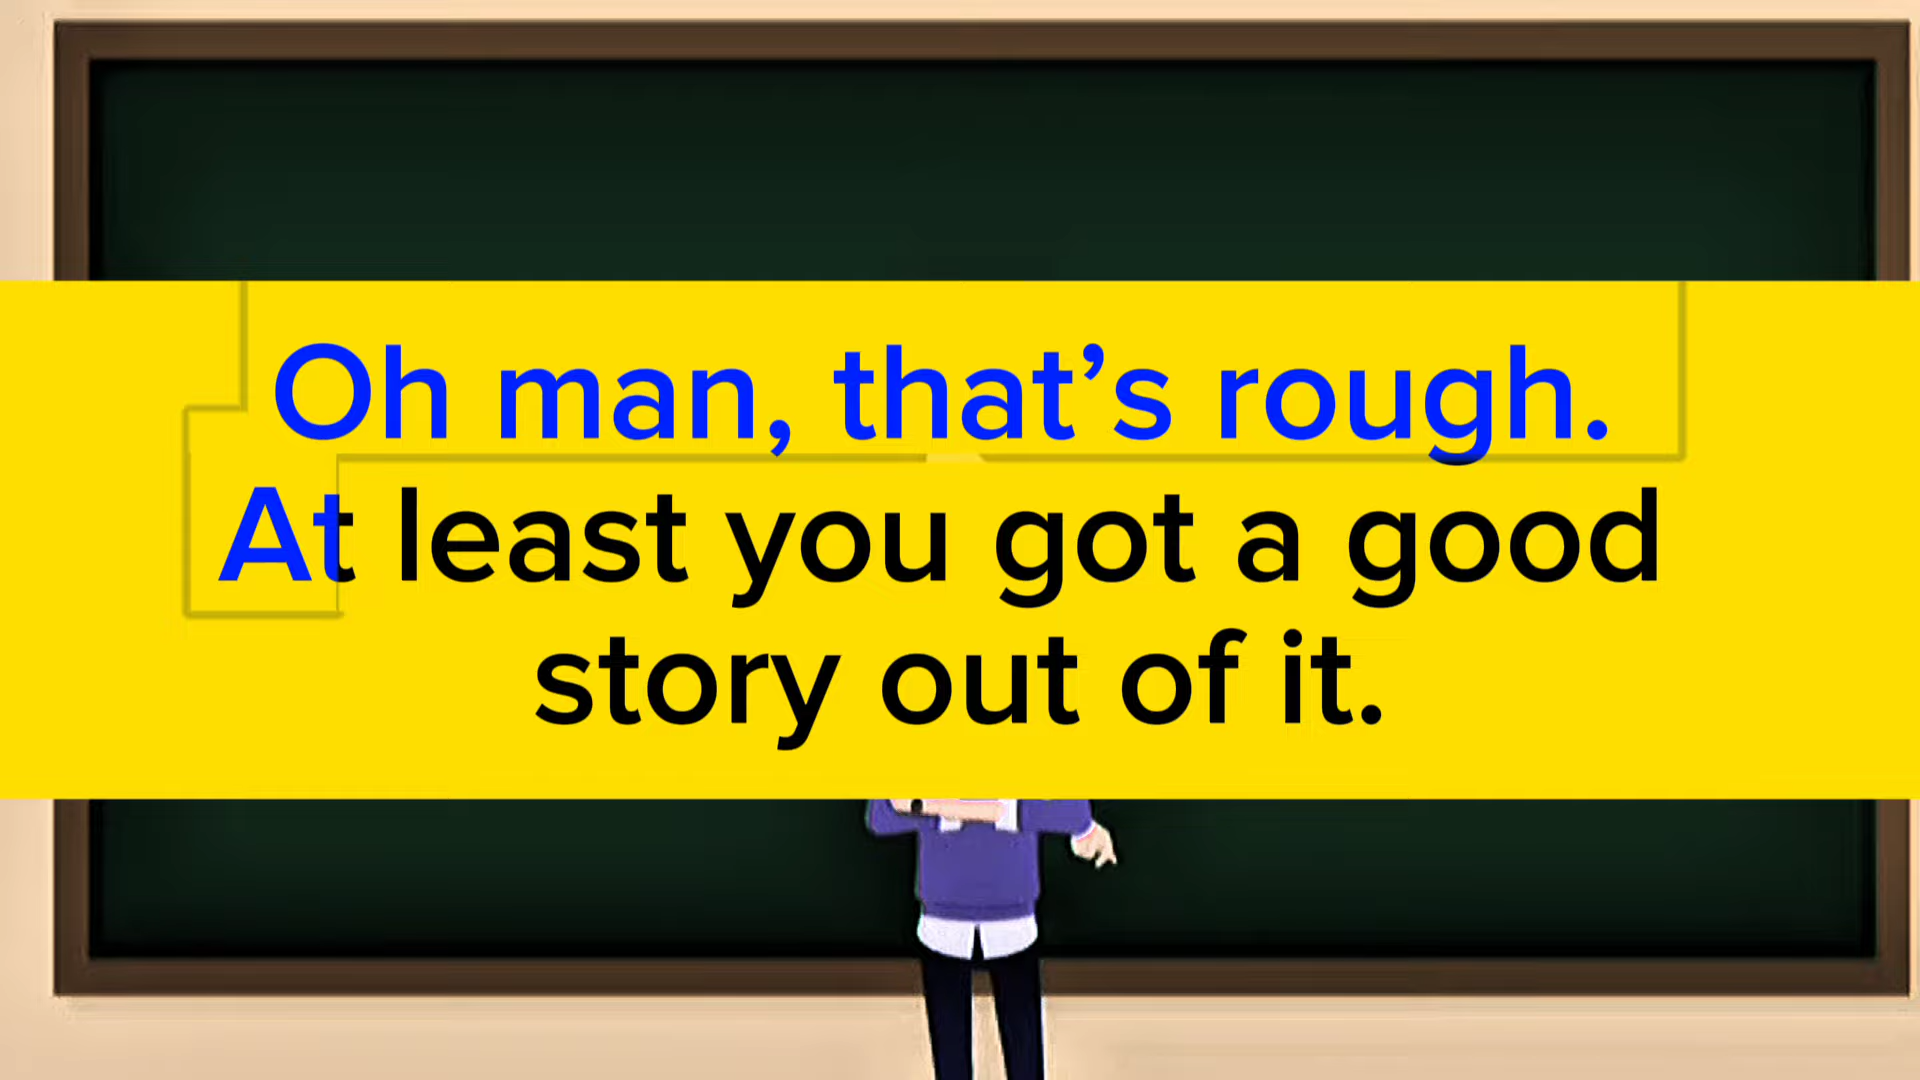 Oh man, that’s rough.
At least you got a good
story out of it.